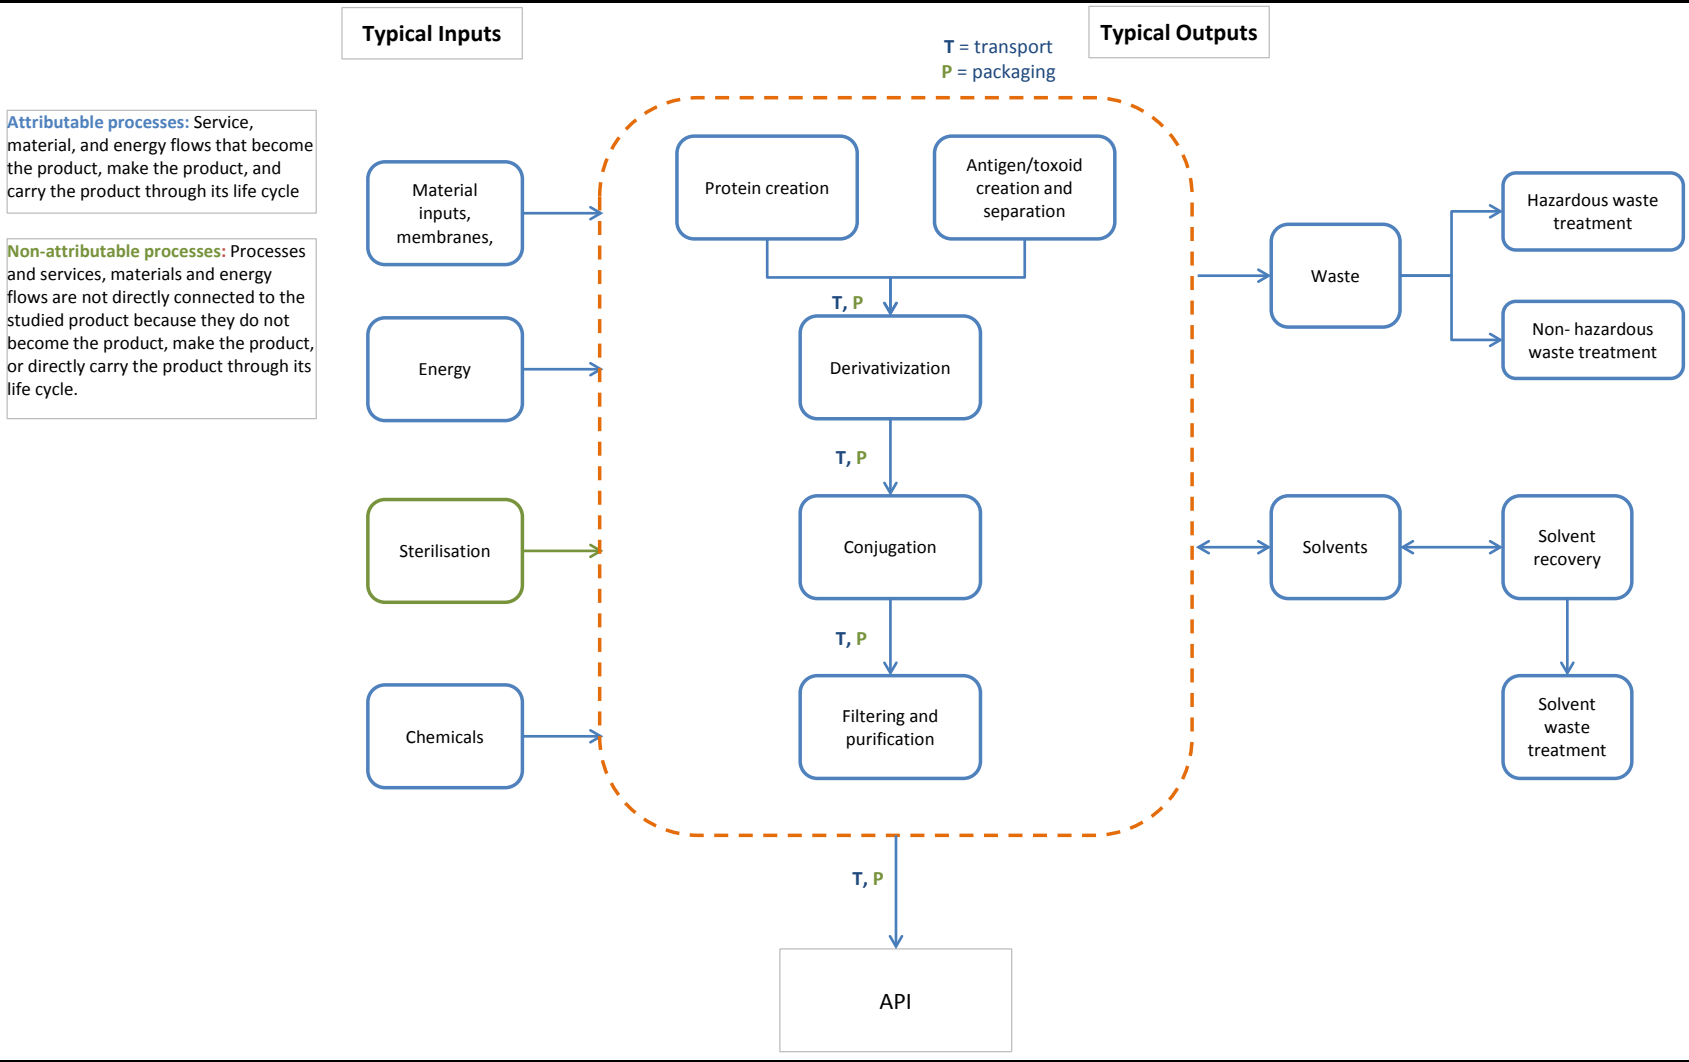 Typical Inputs
Typical Outputs
T = transport
P = packaging
Attributable processes: Service,
material, and energy flows that become
the product, make the product, and
carry the product through its life cycle
Non-attributable processes: Processes
and services, materials and energy
flows are not directly connected to the
studied product because they do not
become the product, make the product,
or directly carry the product through its
life cycle.
Material
inputs,
membranes,
Energy
Sterilisation
Chemicals
Protein creation
Antigen/toxoid
creation and
separation
T, P
Derivativization
T, P
Conjugation
T, P
Filtering and
purification
T, P
API
Waste
Hazardous waste
treatment
Non- hazardous
waste treatment
Solvents
Solvent
recovery
Solvent
waste
treatment